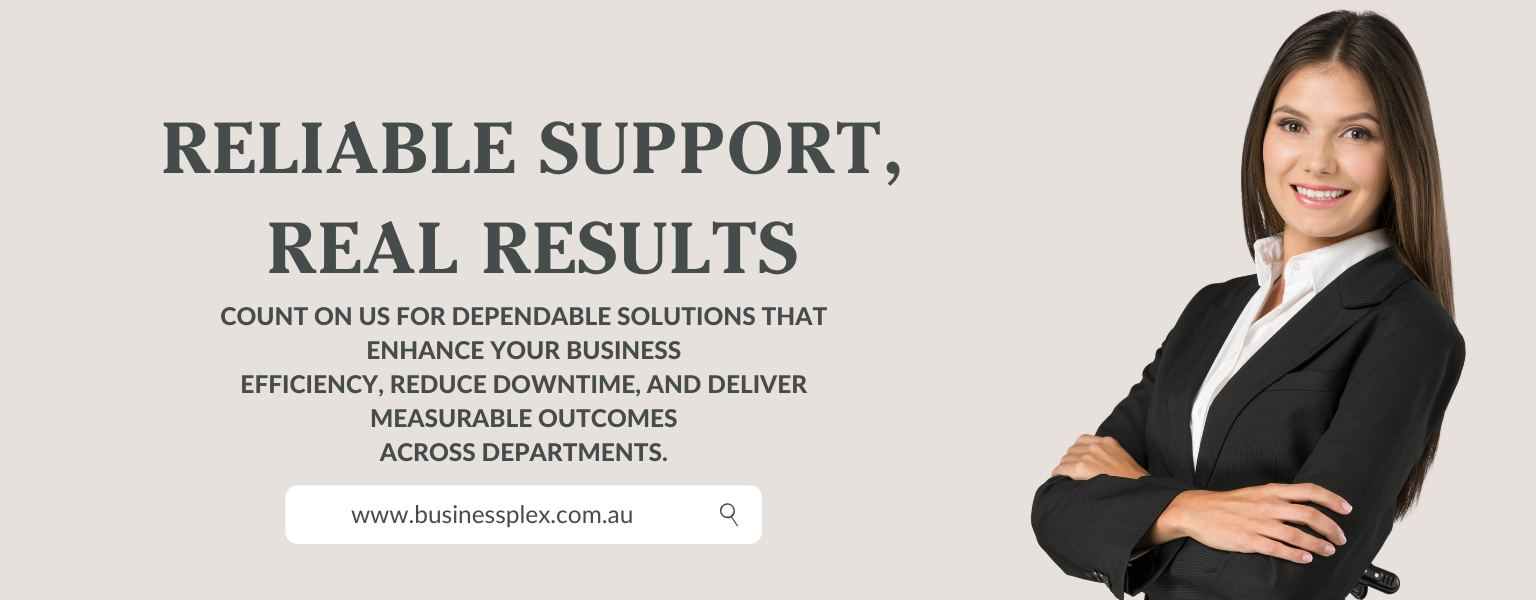 RELIABLE SUPPORT,
REAL RESULTS
COUNT ON US FOR DEPENDABLE SOLUTIONS THAT
ENHANCE YOUR BUSINESS
EFFICIENCY, REDUCE DOWNTIME, AND DELIVER
MEASURABLE OUTCOMES
ACROSS DEPARTMENTS.
www.businessplex.com.au